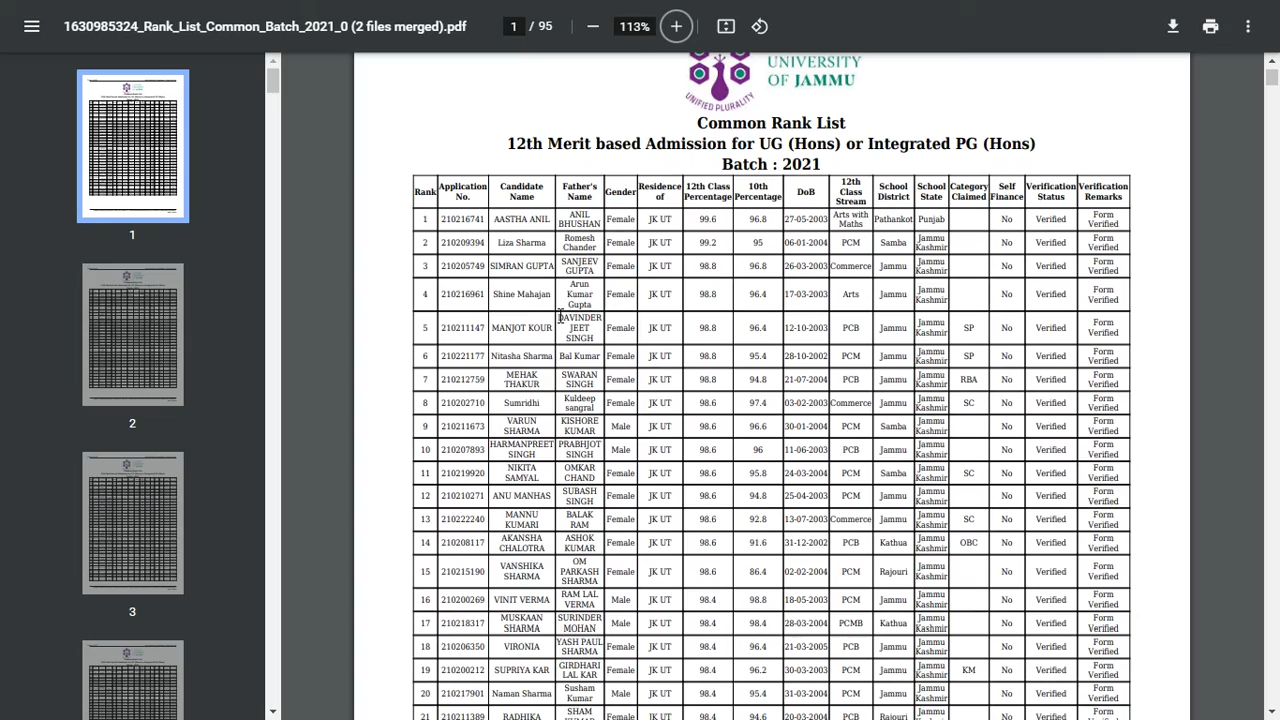 1630985324_Rank_List_Common_Batch_2021_0 (2 files merged).pdf
1 / 95
113%
1
2
3
UNIVERSITY
OF JAMMU
UNIFIED PLURALITY
Common Rank List
12th Merit based Admission for UG (Hons) or Integrated PG (Hons)
Batch : 2021
Rank Application No. Candidate Name Father's Name Gender Residence of 12th Class Percentage 10th Percentage DoB 12th Class Stream School District School State Category Claimed Self Finance Verification Status Verification Remarks
1 210216741 AASTHA ANIL ANIL BHUSHAN Female JK UT 99.6 96.8 27-05-2003 Arts with Maths Pathankot Punjab No Verified Form Verified
2 210209394 Liza Sharma Romesh Chander Female JK UT 99.2 95 06-01-2004 PCM Samba Jammu Kashmir No Verified Form Verified
3 210205749 SIMRAN GUPTA SANJEEV GUPTA Female JK UT 98.8 96.8 26-03-2003 Commerce Jammu Jammu Kashmir No Verified Form Verified
4 210216961 Shine Mahajan Arun Kumar Gupta Female JK UT 98.8 96.4 17-03-2003 Arts Jammu Jammu Kashmir No Verified Form Verified
5 210211147 MANJOT KOUR DAVINDER JEET SINGH Female JK UT 98.8 96.4 12-10-2003 PCB Jammu Jammu Kashmir SP No Verified Form Verified
6 210221177 Nitasha Sharma Bal Kumar Female JK UT 98.8 95.4 28-10-2002 PCM Jammu Jammu Kashmir SP No Verified Form Verified
7 210212759 MEHAK THAKUR SWARAN SINGH Female JK UT 98.8 94.8 21-07-2004 PCB Jammu Jammu Kashmir RBA No Verified Form Verified
8 210202710 Sumridhi Kuldeep sangral Female JK UT 98.6 97.4 03-02-2003 Commerce Jammu Jammu Kashmir SC No Verified Form Verified
9 210211673 VARUN SHARMA KISHORE KUMAR Male JK UT 98.6 96.6 30-01-2004 PCM Samba Jammu Kashmir No Verified Form Verified
10 210207893 HARMANPREET SINGH PRABHJOT SINGH Male JK UT 98.6 96 11-06-2003 PCB Jammu Jammu Kashmir No Verified Form Verified
11 210219920 NIKITA SAMYAL OMKAR CHAND Female JK UT 98.6 95.8 24-03-2004 PCM Samba Jammu Kashmir SC No Verified Form Verified
12 210210271 ANU MANHAS SUBASH SINGH Female JK UT 98.6 94.8 25-04-2003 PCM Jammu Jammu Kashmir No Verified Form Verified
13 210222240 MANNU KUMARI BALAK RAM Female JK UT 98.6 92.8 13-07-2003 Commerce Jammu Jammu Kashmir SC No Verified Form Verified
14 210208117 AKANSHA CHALOTRA ASHOK KUMAR Female JK UT 98.6 91.6 31-12-2002 PCB Kathua Jammu Kashmir OBC No Verified Form Verified
15 210215190 VANSHIKA SHARMA OM PARKASH SHARMA Female JK UT 98.6 86.4 02-02-2004 PCM Rajouri Jammu Kashmir No Verified Form Verified
16 210200269 VINIT VERMA RAM LAL VERMA Male JK UT 98.4 98.8 18-05-2003 PCM Jammu Jammu Kashmir No Verified Form Verified
17 210218317 MUSKAAN SHARMA SURINDER MOHAN Male JK UT 98.4 98.4 28-03-2004 PCMB Kathua Jammu Kashmir No Verified Form Verified
18 210206350 VIRONIA YASH PAUL SHARMA Female JK UT 98.4 96.4 21-03-2005 PCB Jammu Jammu Kashmir No Verified Form Verified
19 210200212 SUPRIYA KAR GIRDHARI LAL KAR Female JK UT 98.4 96.2 30-03-2003 PCM Jammu Jammu Kashmir KM No Verified Form Verified
20 210217901 Naman Sharma Susham Kumar Male JK UT 98.4 95.4 31-03-2004 PCM Jammu Jammu Kashmir No Verified Form Verified
21 210211389 RADHIKA SHAM Female JK UT 98.4 94.6 20-03-2004 PCB Rajouri Jammu No Verified Form